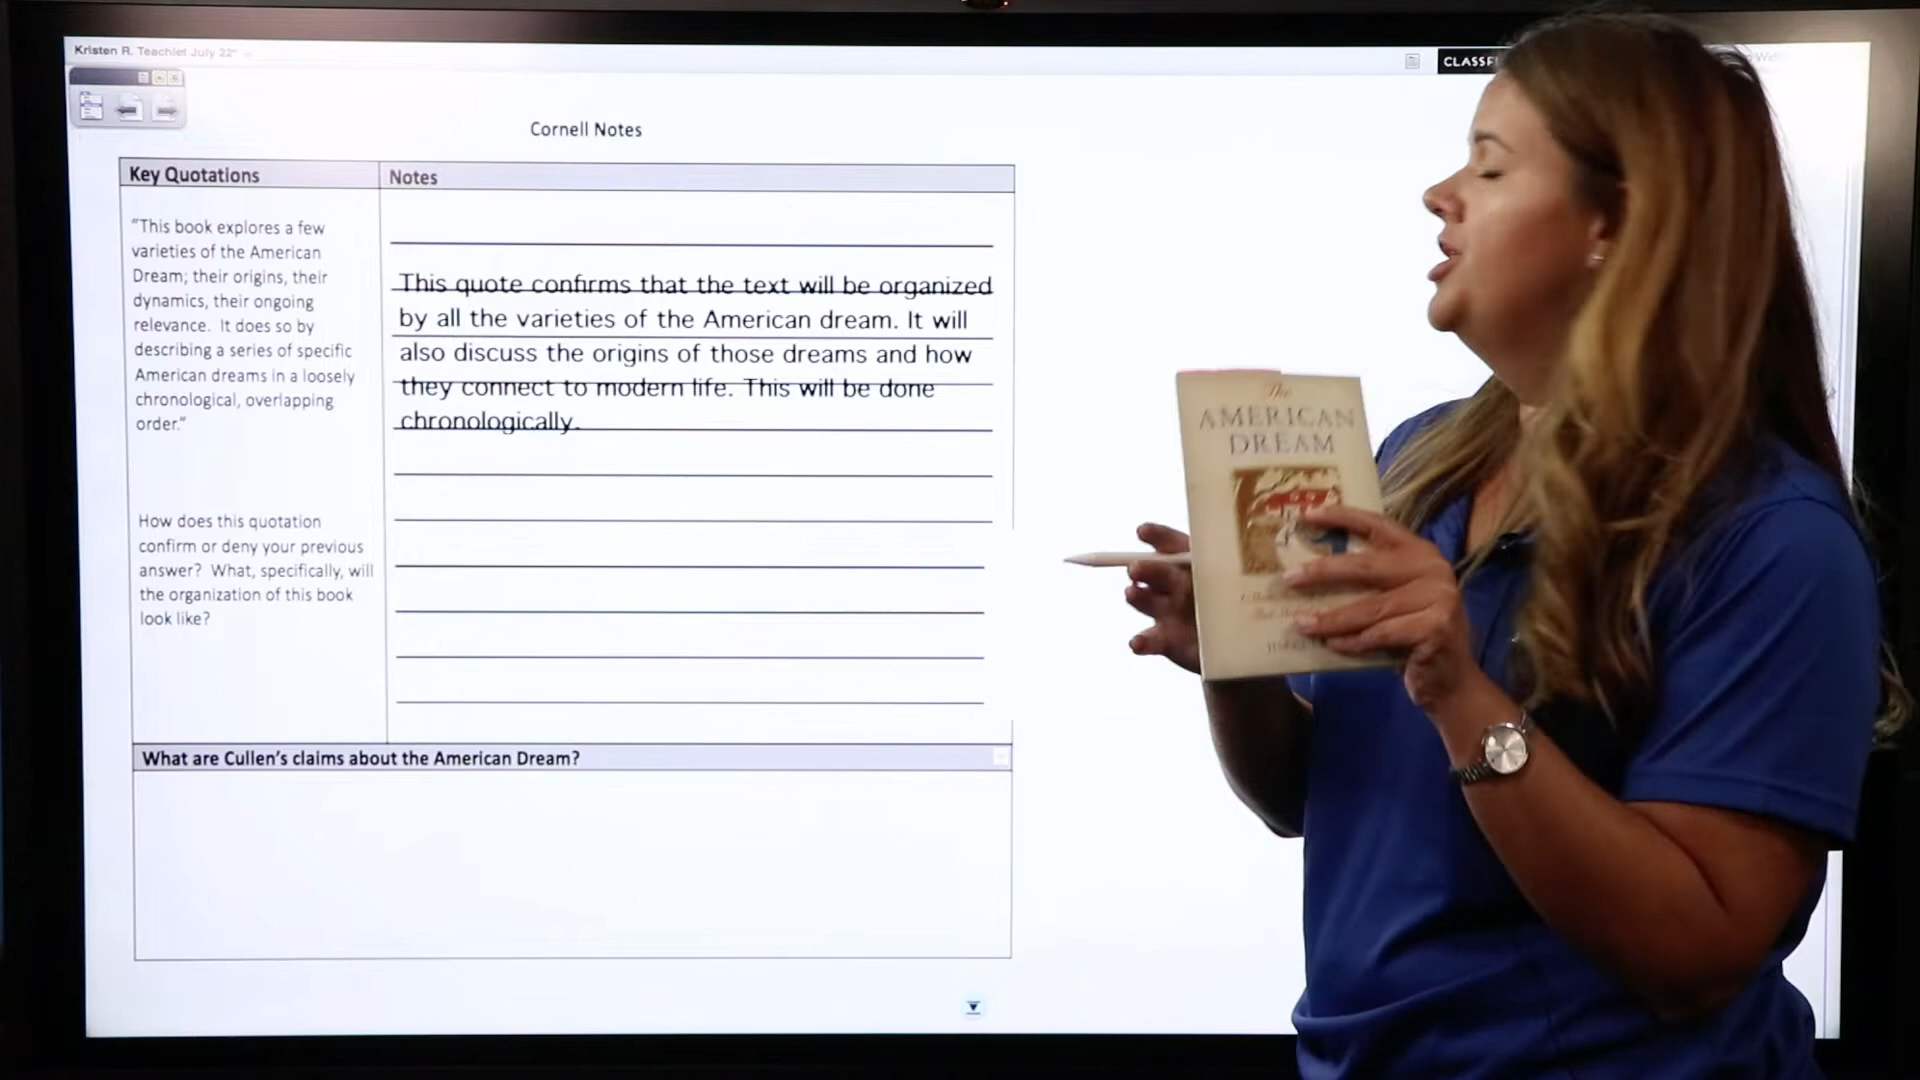 Kristen R. Teachlet July 22
CLASSF
Cornell Notes
Key Quotations
Notes
"This book explores a few
varieties of the American
Dream; their origins, their
dynamics, their ongoing
relevance. It does so by
describing a series of specific
American dreams in a loosely
chronological, overlapping
order."
This quote confirms that the text will be organized
by all the varieties of the American dream. It will
also discuss the origins of those dreams and how
they connect to modern life. This will be done
chronologically.
How does this quotation
confirm or deny your previous
answer? What, specifically, will
the organization of this book
look like?
What are Cullen's claims about the American Dream?
The
AMERICAN
DREAM